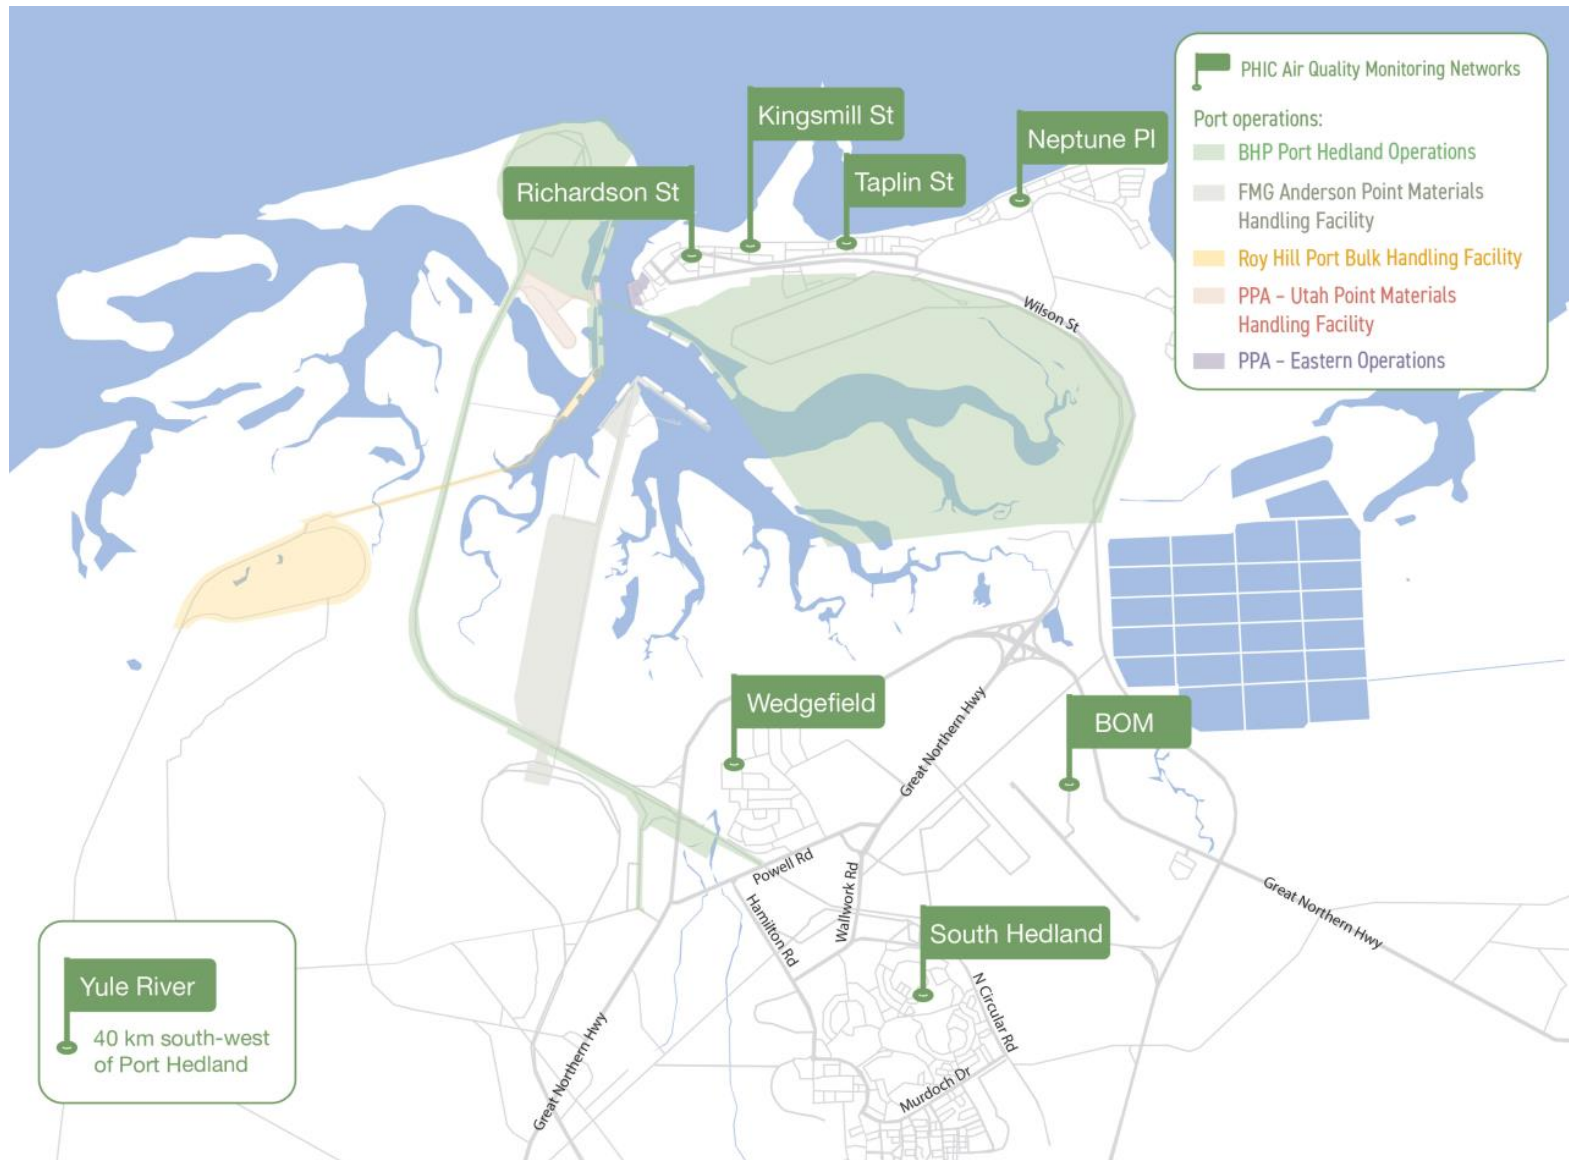 PHIC Air Quality Monitoring Networks
Port operations:
BHP Port Hedland Operations
FMG Anderson Point Materials
Handling Facility
Roy Hill Port Bulk Handling Facility
PPA – Utah Point Materials
Handling Facility
PPA – Eastern Operations
Kingsmill St
Neptune Pl
Richardson St
Taplin St
Wilson St
Wedgefield
Great Northern Hwy
BOM
Powell Rd
Wallwork Rd
Hamilton Rd
Great Northern Hwy
South Hedland
N Circular Rd
Murdoch Dr
Great Northern Hwy
Yule River
40 km south-west
of Port Hedland